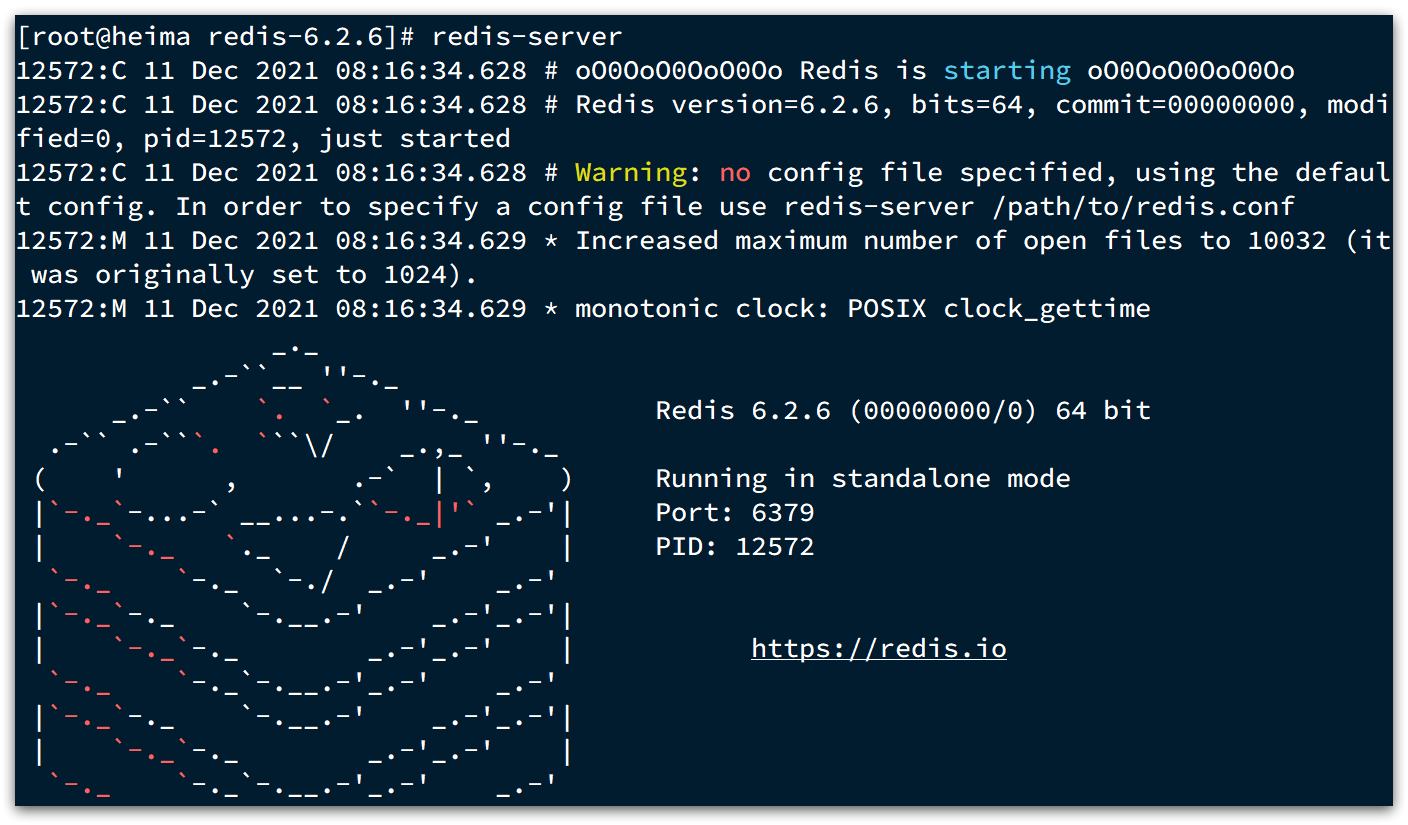 [root@heima redis-6.2.6]# redis-server
12572:C 11 Dec 2021 08:16:34.628 # oO0OoO0OoO0Oo Redis is starting oO0OoO0OoO0Oo
12572:C 11 Dec 2021 08:16:34.628 # Redis version=6.2.6, bits=64, commit=00000000, modi
fied=0, pid=12572, just started
12572:C 11 Dec 2021 08:16:34.628 # Warning: no config file specified, using the defaul
t config. In order to specify a config file use redis-server /path/to/redis.conf
12572:M 11 Dec 2021 08:16:34.629 * Increased maximum number of open files to 10032 (it
 was originally set to 1024).
12572:M 11 Dec 2021 08:16:34.629 * monotonic clock: POSIX clock_gettime
Redis 6.2.6 (00000000/0) 64 bit
Running in standalone mode
Port: 6379
PID: 12572
https://redis.io